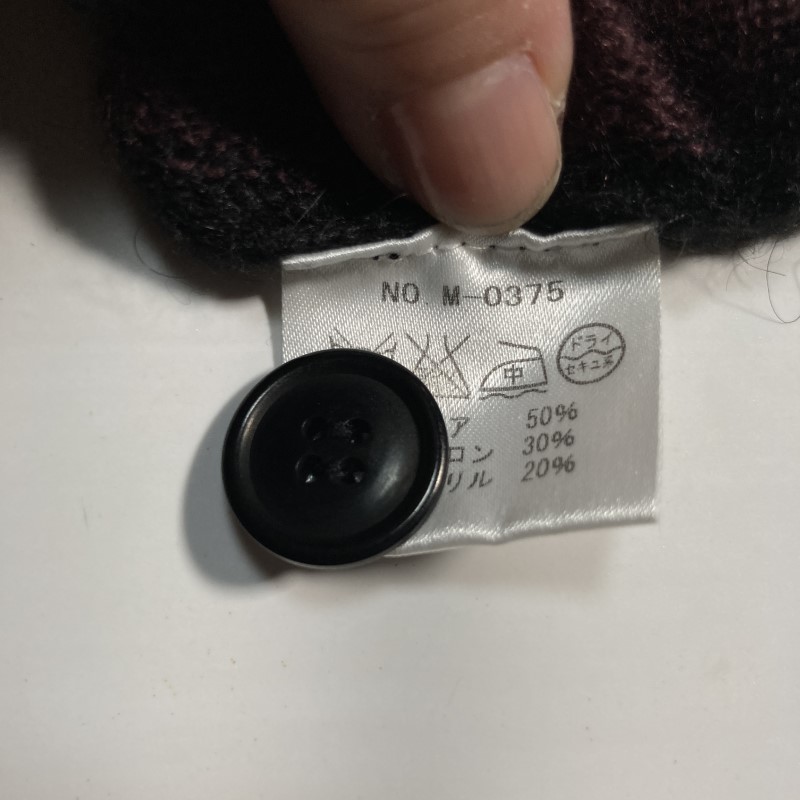 NO M-0375
中 ドライ
セキユ系
ア 50%
ロン 30%
リル 20%